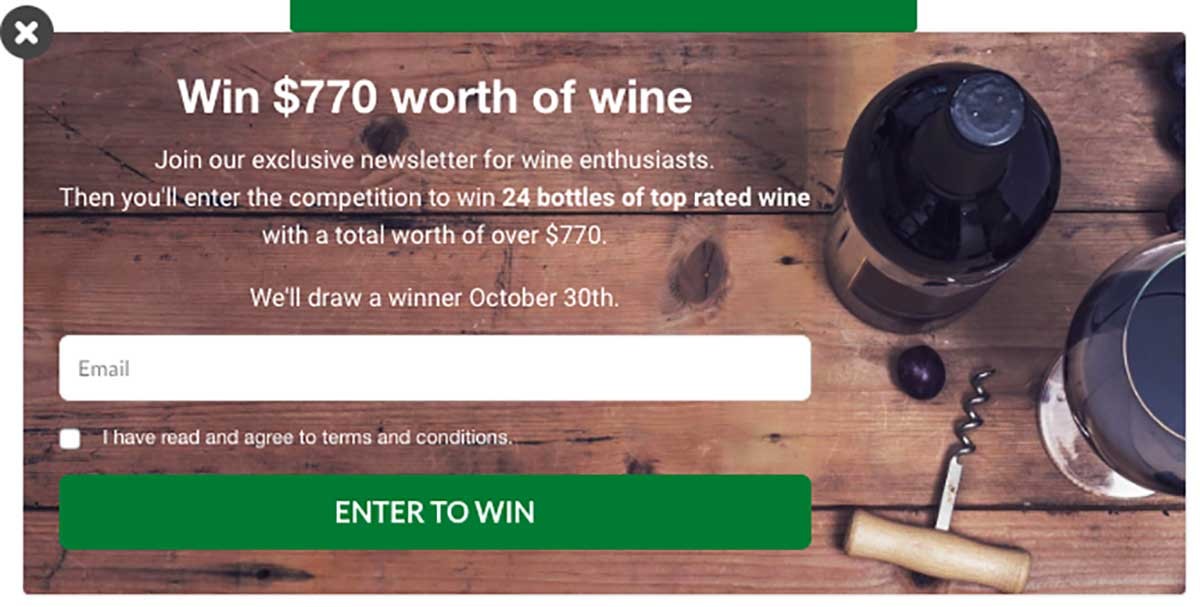 Win $770 worth of wine
Join our exclusive newsletter for wine enthusiasts.
Then you'll enter the competition to win 24 bottles of top rated wine
with a total worth of over $770.
We'll draw a winner October 30th.
Email
I have read and agree to terms and conditions.
ENTER TO WIN